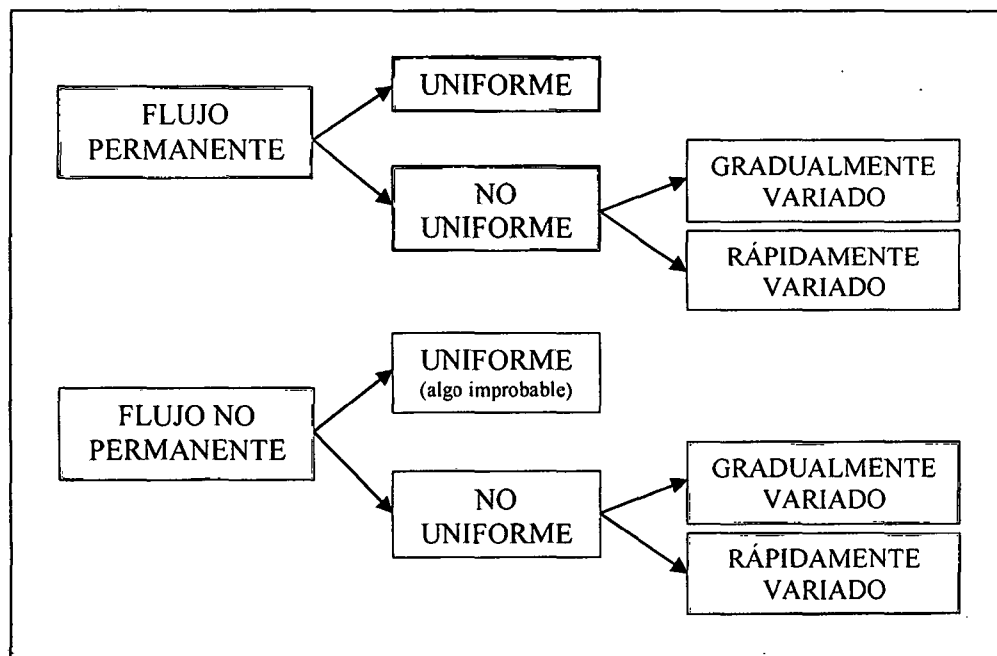 FLUJO
PERMANENTE
UNIFORME
NO
UNIFORME
GRADUALMENTE
VARIADO
RÁPIDAMENTE
VARIADO
FLUJO NO
PERMANENTE
UNIFORME
(algo improbable)
NO
UNIFORME
GRADUALMENTE
VARIADO
RÁPIDAMENTE
VARIADO